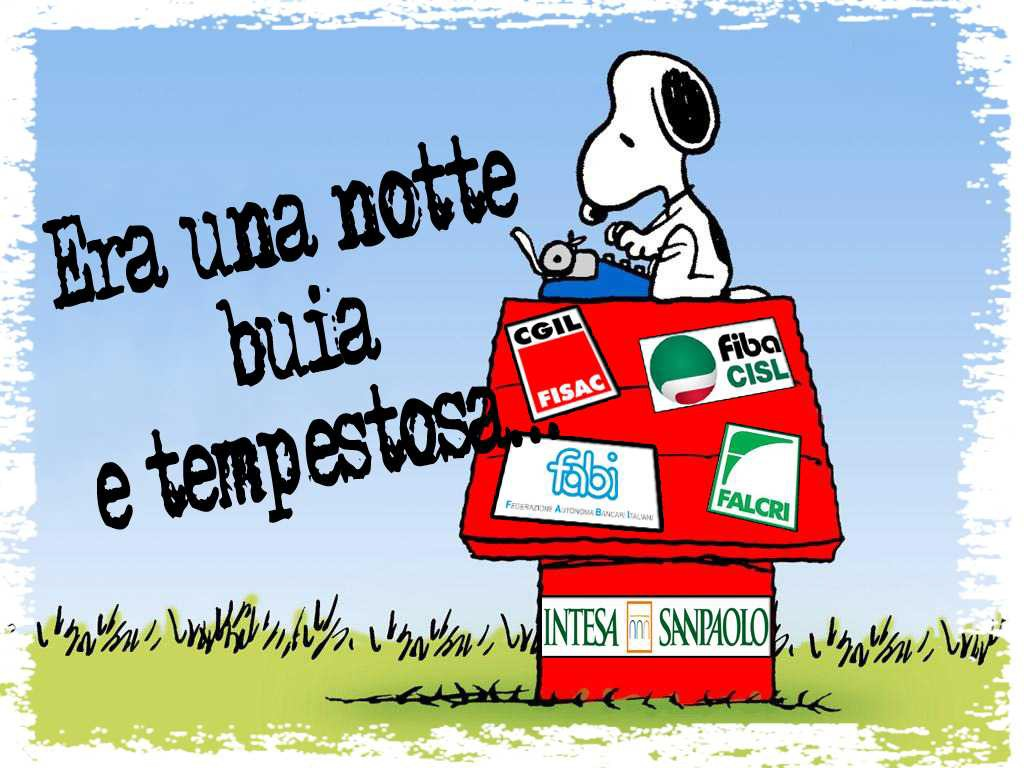 Era una notte
buia
e tempestosa...
CGIL
FISAC
fiba
CISL
fabi
FEDERAZIONE AUTONOMA BANCARI ITALIANI
FALCRI
INTESA SANPAOLO